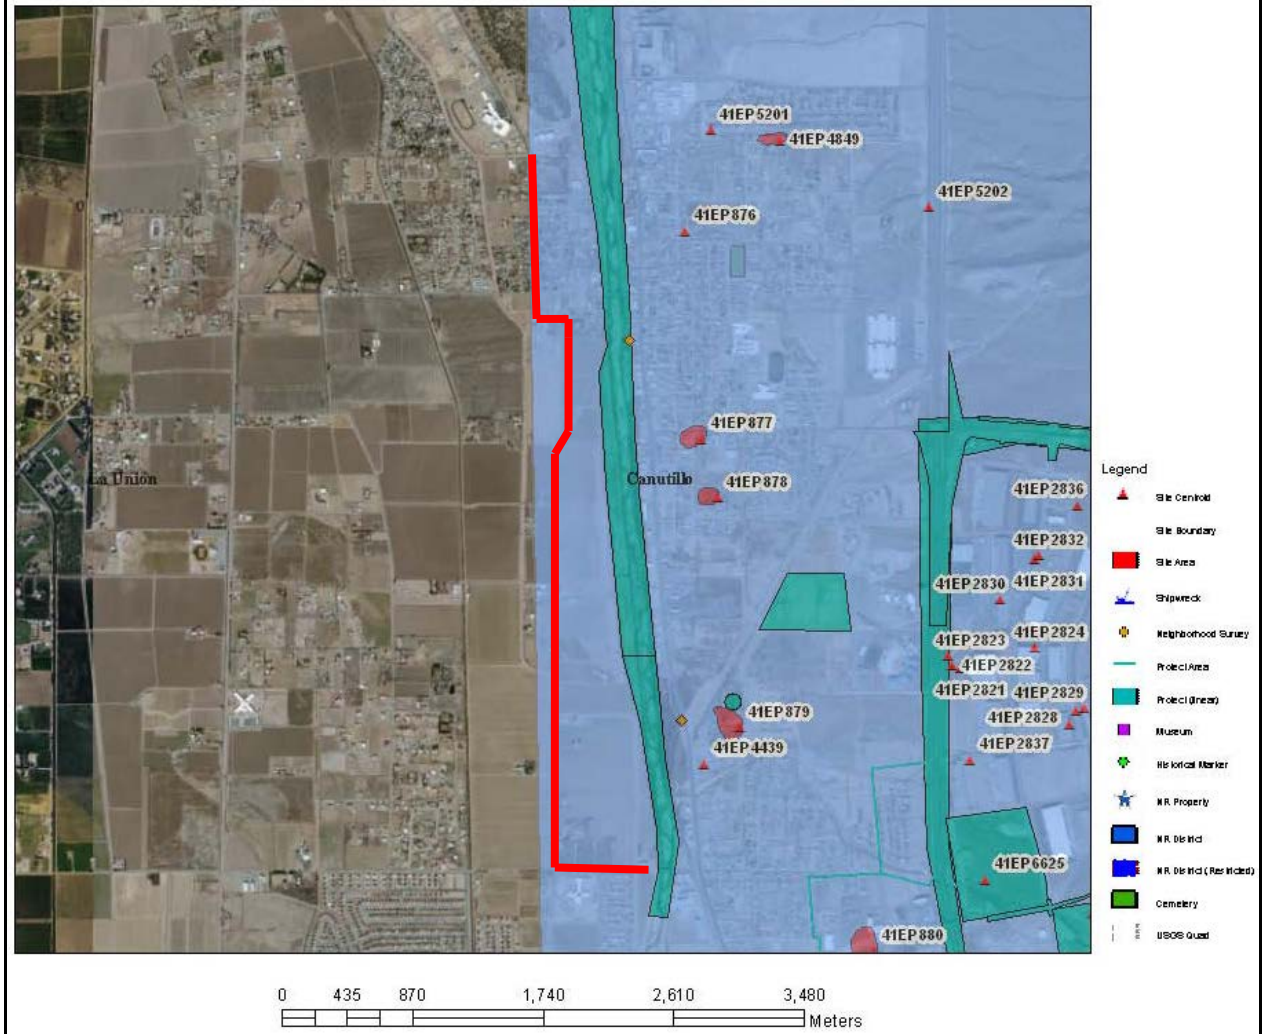 41EP5201
41EP4849
41EP5202
41EP876
41EP877
La Unión
Canutillo
41EP878
Legend
41EP2836
Site Centroid
41EP2832
Site Boundary
41EP2830
41EP2831
Site Area
Shipwreck
41EP2823
41EP2824
Neighborhood Survey
41EP2822
Project Area
41EP2821
41EP2829
Project (linear)
41EP879
41EP2828
Museum
41EP4439
41EP2837
Historical Marker
NR Property
NR District
41EP6625
NR District (Restricted)
Cemetery
41EP880
USGS Quad
0 435 870 1,740 2,610 3,480
Meters